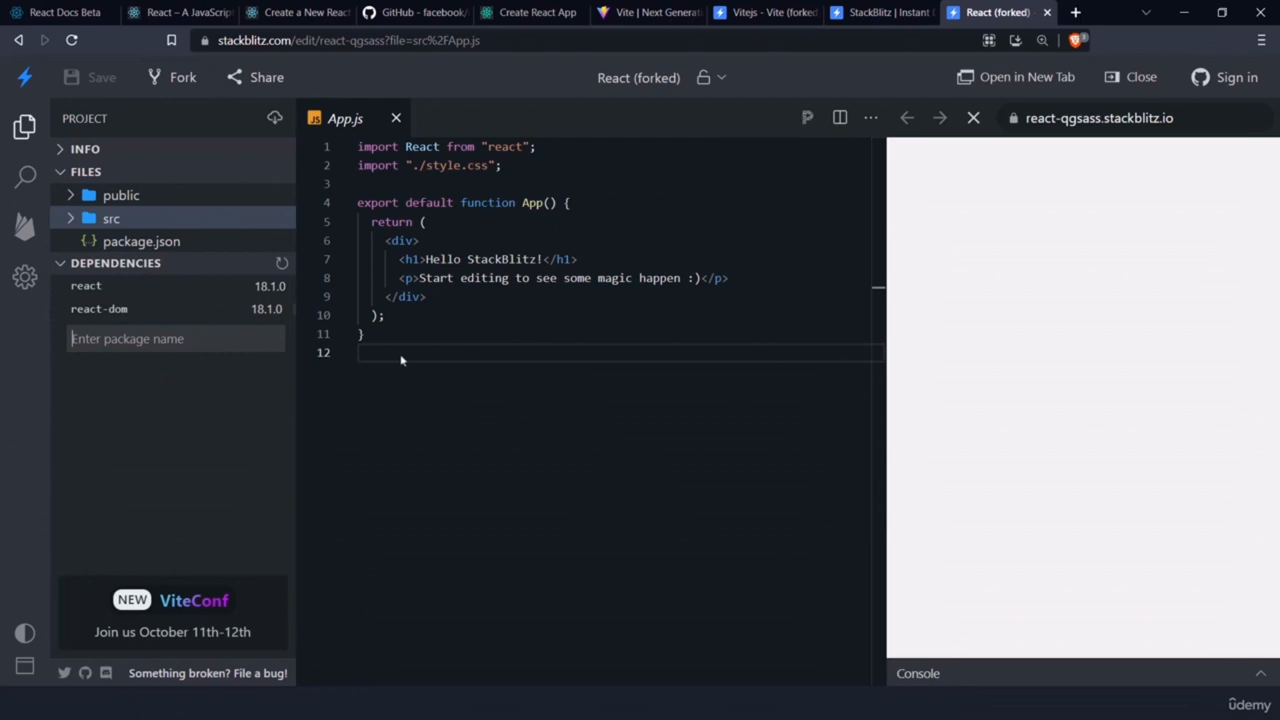 React Docs Beta
React – A JavaScrip
Create a New React
GitHub - facebook/
Create React App
Vite | Next Generati
Vitejs - Vite (forked
StackBlitz | Instant
React (forked)
stackblitz.com/edit/react-qgsass?file=src%2FApp.js
3
Save
Fork
Share
React (forked)
Open in New Tab
Close
Sign in
PROJECT
INFO
FILES
public
src
package.json
DEPENDENCIES
react 18.1.0
react-dom 18.1.0
Enter package name
NEW ViteConf
Join us October 11th-12th
Something broken? File a bug!
JS App.js
1 import React from "react";
2 import "./style.css";
3
4 export default function App() {
5 return (
6 <div>
7 <h1>Hello StackBlitz!</h1>
8 <p>Start editing to see some magic happen :)</p>
9 </div>
10 );
11 }
12
react-qgsass.stackblitz.io
Console
ûdemy